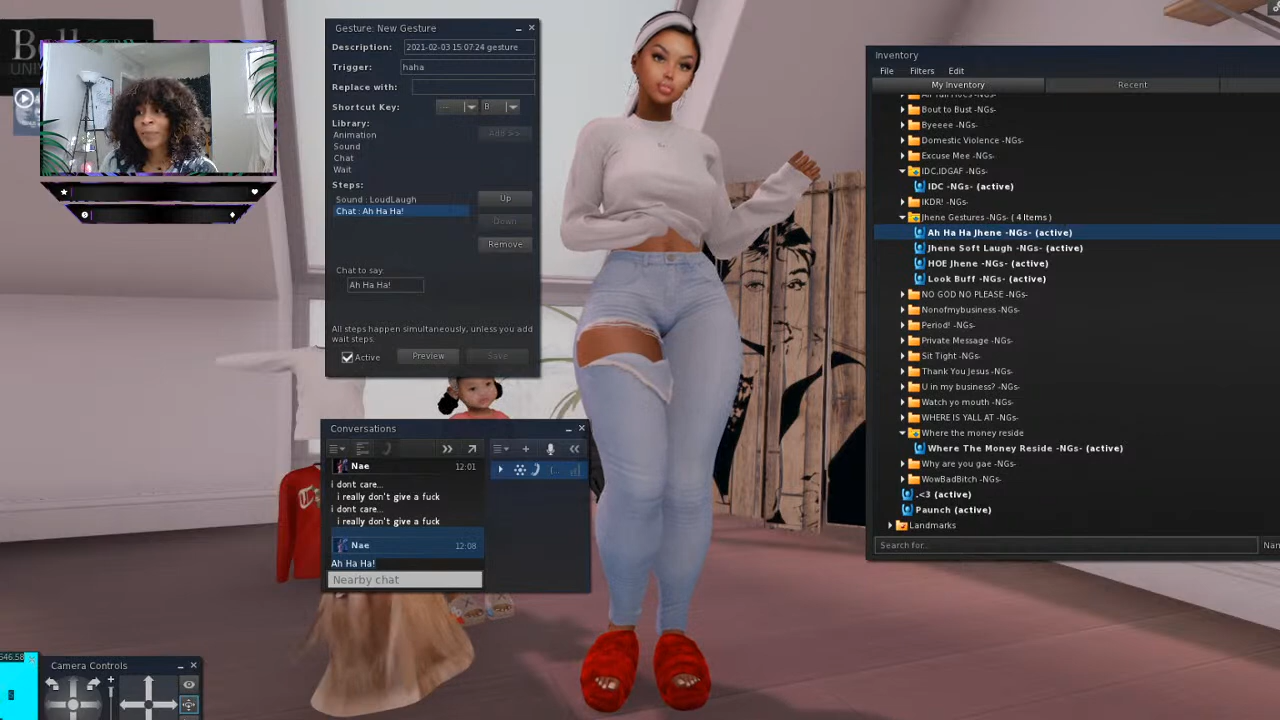 Gesture: New Gesture
Description: 2021-02-03 15:07:24 gesture
Trigger: haha
Replace with:
Shortcut Key: --- B
Library: Add >>
Animation
Sound
Chat
Wait
Steps:
Sound : LoudLaugh Up
Chat : Ah Ha Ha!
Down
Remove
Chat to say:
Ah Ha Ha!
All steps happen simultaneously, unless you add
wait steps.
Active Preview Save
Conversations
Nae 12:01
i dont care...
i really don't give a fuck
i dont care...
i really don't give a fuck
Nae 12:08
Ah Ha Ha!
Nearby chat
Camera Controls
Inventory
File Filters Edit
My Inventory Recent
Bout to Bust -NGs-
Byeeee -NGs-
Domestic Violence -NGs-
Excuse Mee -NGs-
IDC,IDGAF -NGs-
IDC -NGs- (active)
IKDR! -NGs-
Jhene Gestures -NGs- ( 4 Items )
Ah Ha Ha Jhene -NGs- (active)
Jhene Soft Laugh -NGs- (active)
HOE Jhene -NGs- (active)
Look Buff -NGs- (active)
NO GOD NO PLEASE -NGs-
Nonofmybusiness -NGs-
Period! -NGs-
Private Message -NGs-
Sit Tight -NGs-
Thank You Jesus -NGs-
U in my business? -NGs-
Watch yo mouth -NGs-
WHERE IS YALL AT -NGs-
Where the money reside
Where The Money Reside -NGs- (active)
Why are you gae -NGs-
WowBadBitch -NGs-
.<3 (active)
Paunch (active)
Landmarks
Search for..